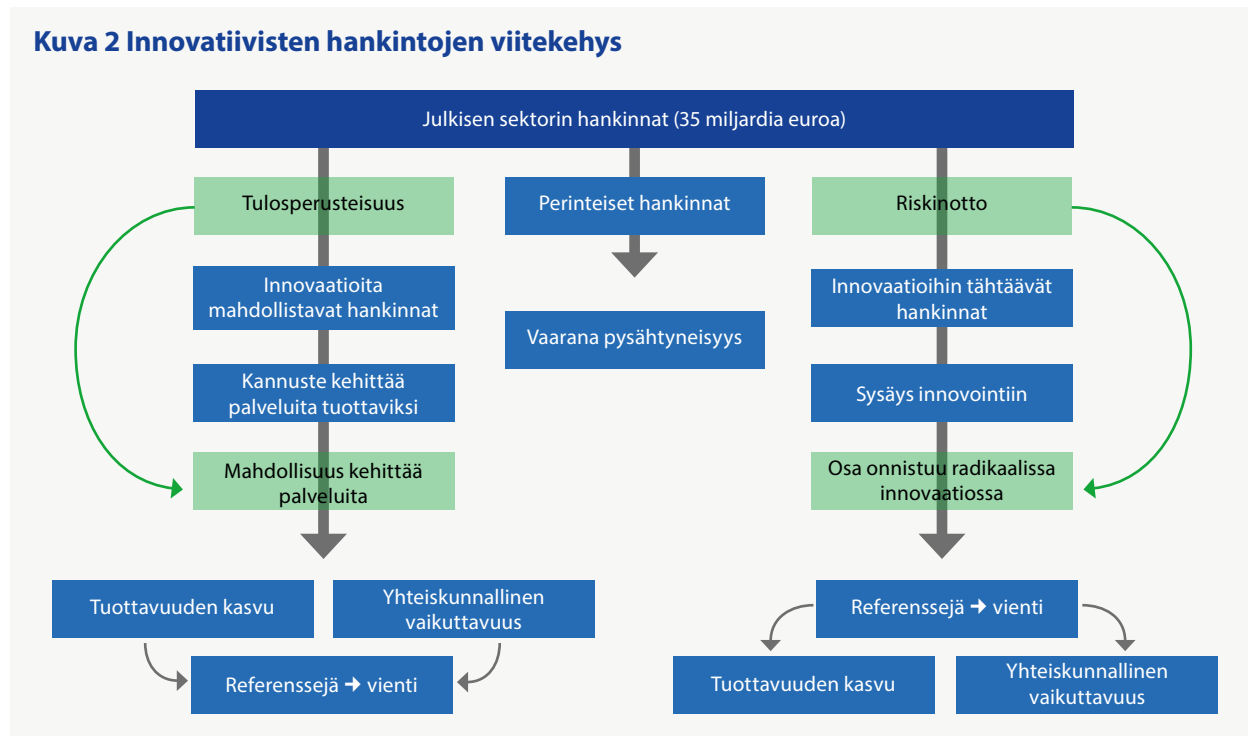 Kuva 2 Innovatiivisten hankintojen viitekehys
Julkisen sektorin hankinnat (35 miljardia euroa)
Tulosperusteisuus
Innovaatioita
mahdollistavat hankinnat
Kannuste kehittää
palveluita tuottaviksi
Mahdollisuus kehittää
palveluita
Tuottavuuden kasvu
Yhteiskunnallinen
vaikuttavuus
Referenssejä → vienti
Perinteiset hankinnat
Vaarana pysähtyneisyys
Riskinotto
Innovaatioihin tähtäävät
hankinnat
Sysäys innovointiin
Osa onnistuu radikaalissa
innovaatiossa
Referenssejä → vienti
Tuottavuuden kasvu
Yhteiskunnallinen
vaikuttavuus